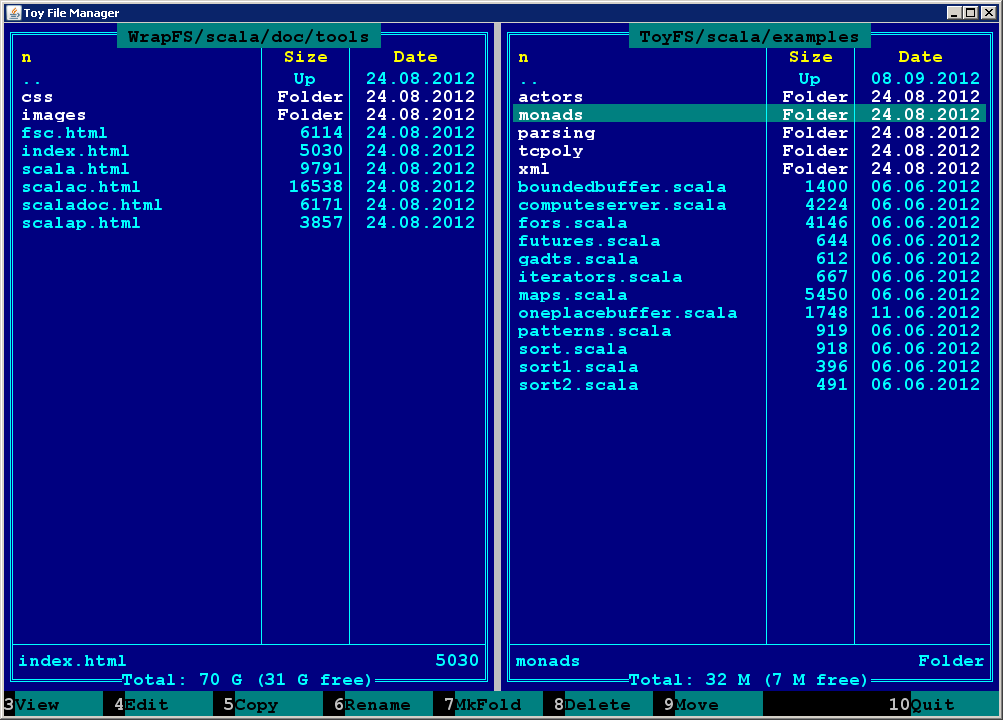 Toy File Manager
WrapFS/scala/doc/tools
n Size Date
.. Up 24.08.2012
css Folder 24.08.2012
images Folder 24.08.2012
fsc.html 6114 24.08.2012
index.html 5030 24.08.2012
scala.html 9791 24.08.2012
scalac.html 16538 24.08.2012
scaladoc.html 6171 24.08.2012
scalap.html 3857 24.08.2012
index.html 5030
Total: 70 G (31 G free)
ToyFS/scala/examples
n Size Date
.. Up 08.09.2012
actors Folder 24.08.2012
monads Folder 24.08.2012
parsing Folder 24.08.2012
tcpoly Folder 24.08.2012
xml Folder 24.08.2012
boundedbuffer.scala 1400 06.06.2012
computeserver.scala 4224 06.06.2012
fors.scala 4146 06.06.2012
futures.scala 644 06.06.2012
gadts.scala 612 06.06.2012
iterators.scala 667 06.06.2012
maps.scala 5450 06.06.2012
oneplacebuffer.scala 1748 11.06.2012
patterns.scala 919 06.06.2012
sort.scala 918 06.06.2012
sort1.scala 396 06.06.2012
sort2.scala 491 06.06.2012
monads Folder
Total: 32 M (7 M free)
3View 4Edit 5Copy 6Rename 7MkFold 8Delete 9Move 10Quit